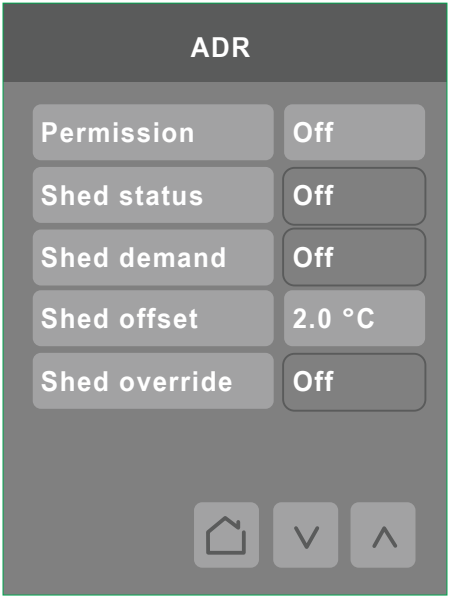 ADR
Permission Off
Shed status Off
Shed demand Off
Shed offset 2.0 °C
Shed override Off